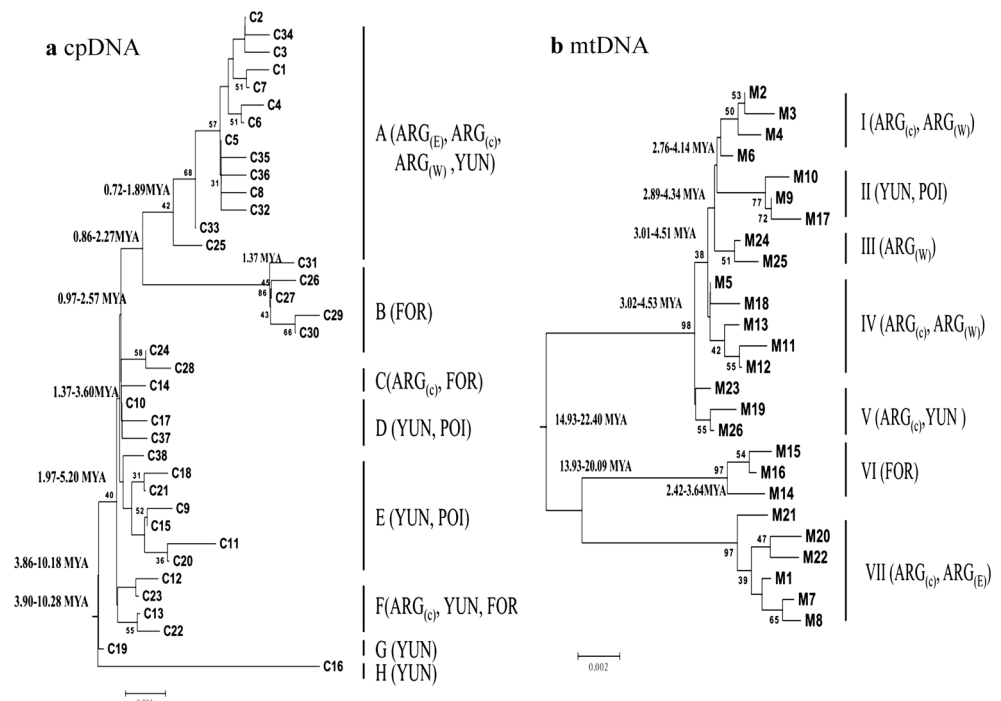 a cpDNA
C2
C34
C3
C1
51
C7
C4
51
C6
57
C5
C35
C36
31
C8
C32
68
0.72-1.89MYA
42
C33
C25
0.86-2.27MYA
1.37 MYA
C31
45
C26
86
C27
43
C29
66
C30
0.97-2.57 MYA
58
C24
C28
1.37-3.60MYA
C14
C10
C17
C37
C38
1.97-5.20 MYA
31
C18
C21
40
52
C9
C15
C11
36
C20
3.86-10.18 MYA
C12
C23
3.90-10.28 MYA
C13
55
C22
C19
C16
A (ARG(E), ARG(c),
ARG(W) ,YUN)
B (FOR)
C(ARG(c), FOR)
D (YUN, POI)
E (YUN, POI)
F(ARG(c), YUN, FOR
G (YUN)
H (YUN)
b mtDNA
53
M2
M3
50
M4
2.76-4.14 MYA
M6
M10
2.89-4.34 MYA
77
M9
72
M17
3.01-4.51 MYA
M24
38
51
M25
M5
3.02-4.53 MYA
M18
98
M13
42
M11
55
M12
M23
M19
55
M26
14.93-22.40 MYA
13.93-20.09 MYA
54
M15
97
M16
2.42-3.64MYA
M14
M21
97
47
M20
M22
39
M1
M7
65
M8
0.002
I (ARG(c), ARG(W))
II (YUN, POI)
III (ARG(W))
IV (ARG(c), ARG(W))
V (ARG(c),YUN )
VI (FOR)
VII (ARG(c), ARG(E))